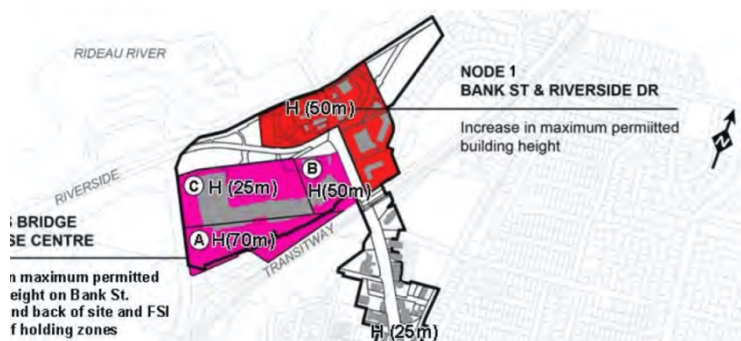 RIDEAU RIVER
NODE 1
BANK ST & RIVERSIDE DR
Increase in maximum permiitted
building height
H (50m)
B
H(50m)
C H (25m)
RIVERSIDE
A H(70m)
TRANSITWAY
S BRIDGE
SE CENTRE
maximum permitted
eight on Bank St.
nd back of site and FSI
f holding zones
H (25m)